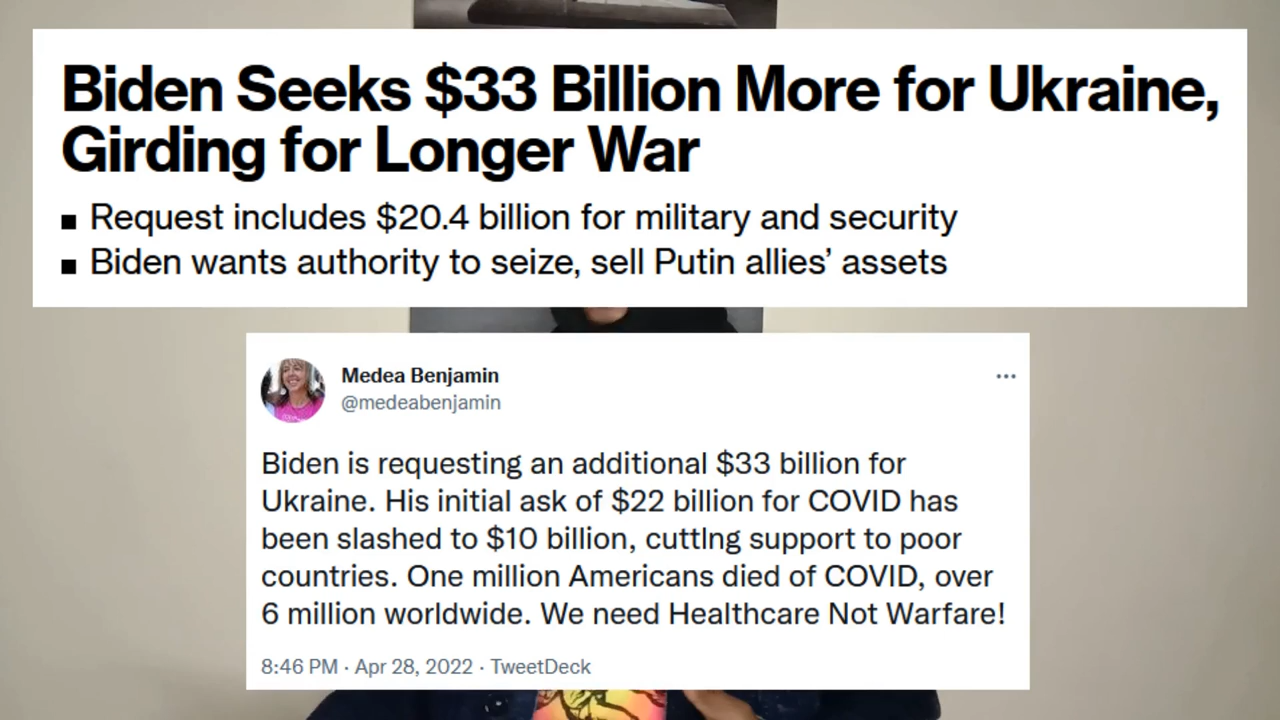 Biden Seeks $33 Billion More for Ukraine,
Girding for Longer War
■ Request includes $20.4 billion for military and security
■ Biden wants authority to seize, sell Putin allies’ assets
Medea Benjamin
@medeabenjamin
Biden is requesting an additional $33 billion for
Ukraine. His initial ask of $22 billion for COVID has
been slashed to $10 billion, cuttIng support to poor
countries. One million Americans died of COVID, over
6 million worldwide. We need Healthcare Not Warfare!
8:46 PM · Apr 28, 2022 · TweetDeck